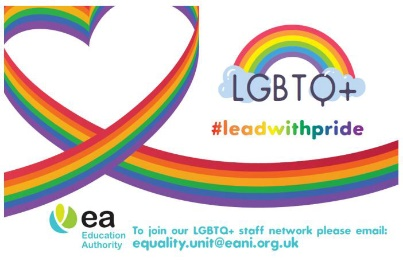 LGBTQ+
#leadwithpride
ea
Education
Authority
To join our LGBTQ+ staff network please email:
equality.unit@eani.org.uk